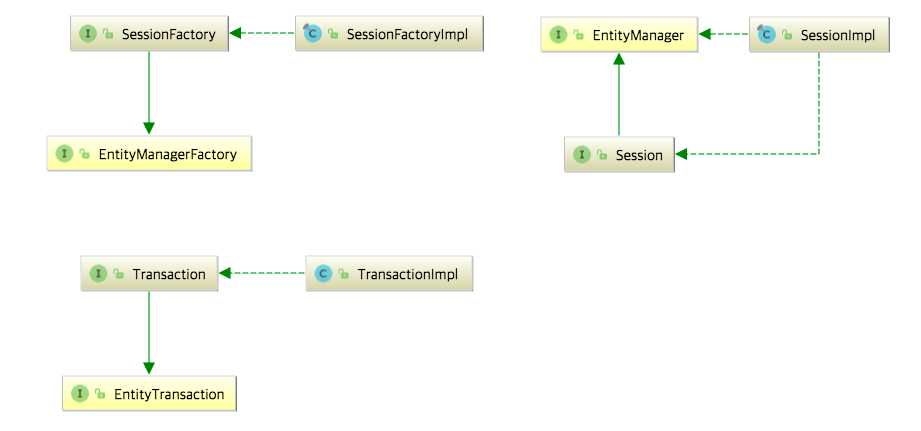 I SessionFactory
C SessionFactoryImpl
I EntityManagerFactory
I EntityManager
C SessionImpl
I Session
I Transaction
C TransactionImpl
I EntityTransaction